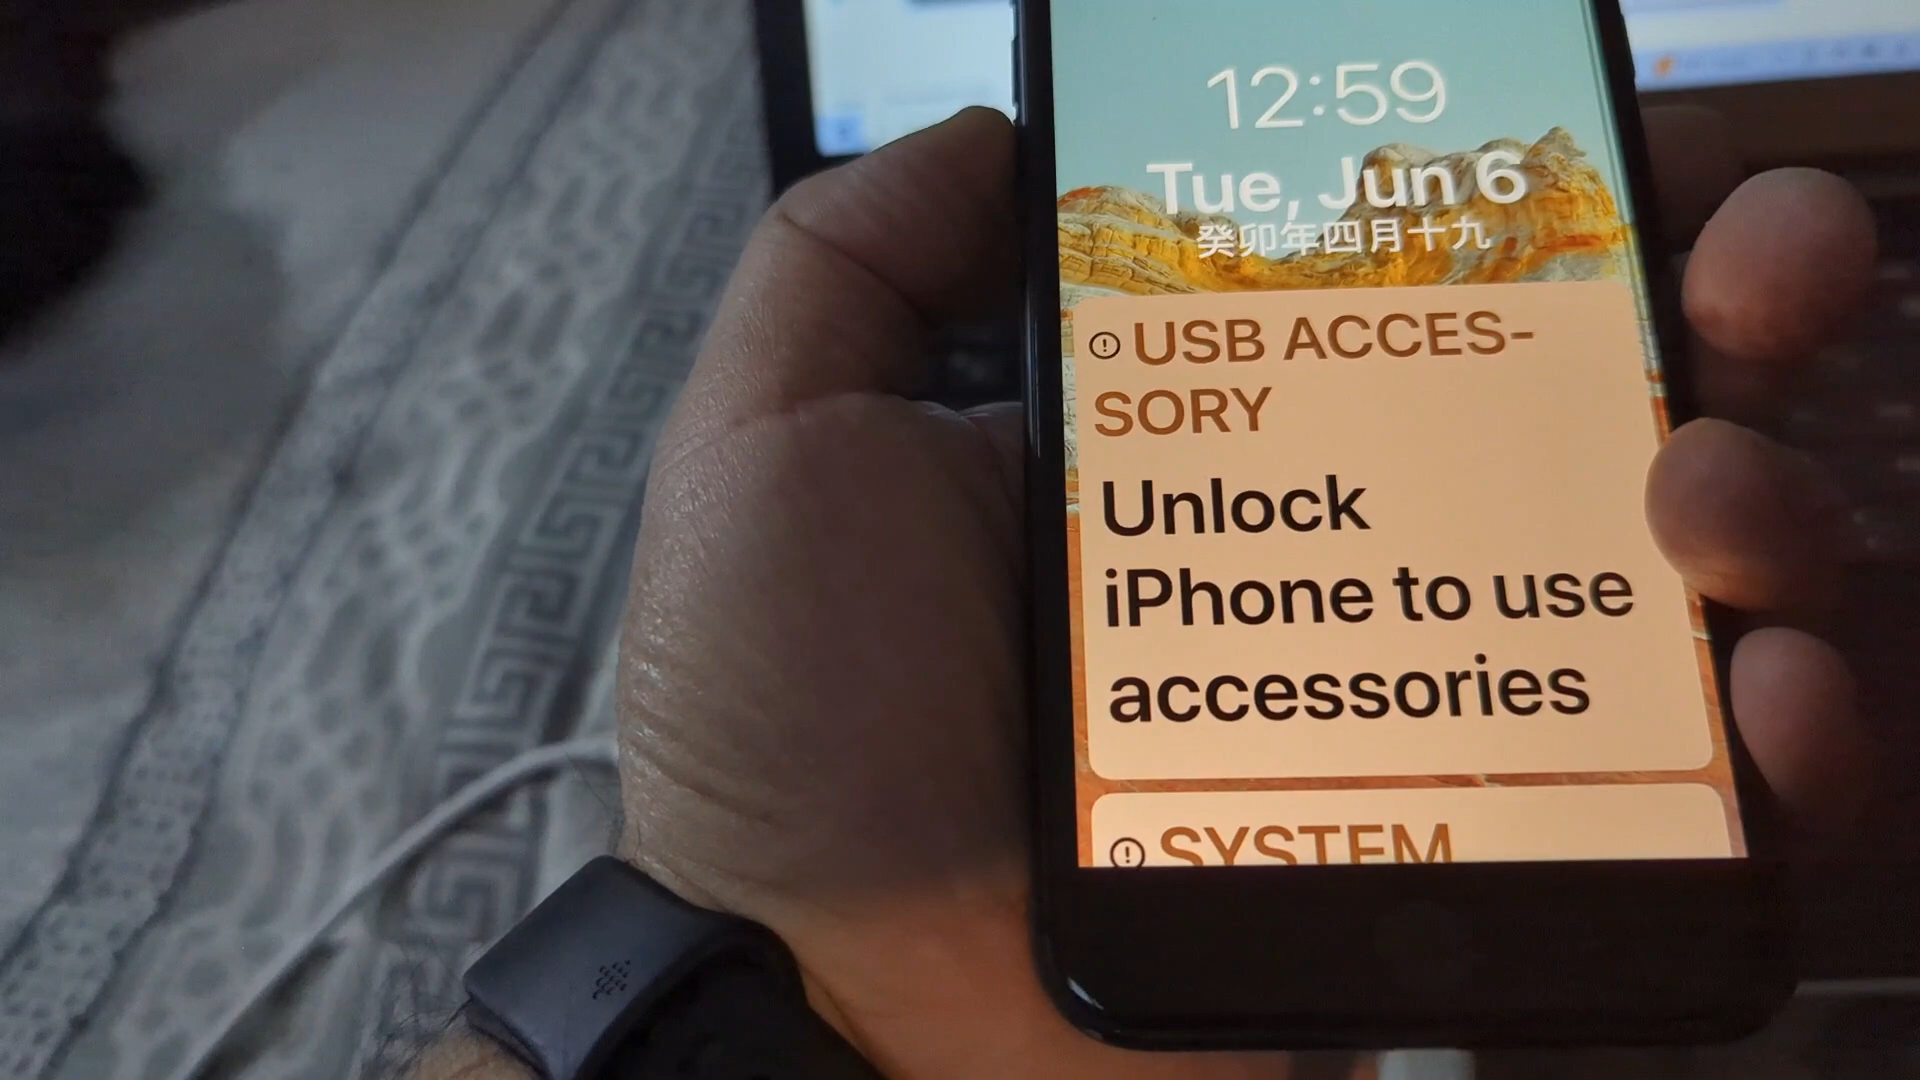 12:59
Tue, Jun 6
癸卯年四月十九
USB ACCES-
SORY
Unlock
iPhone to use
accessories
SYSTEM